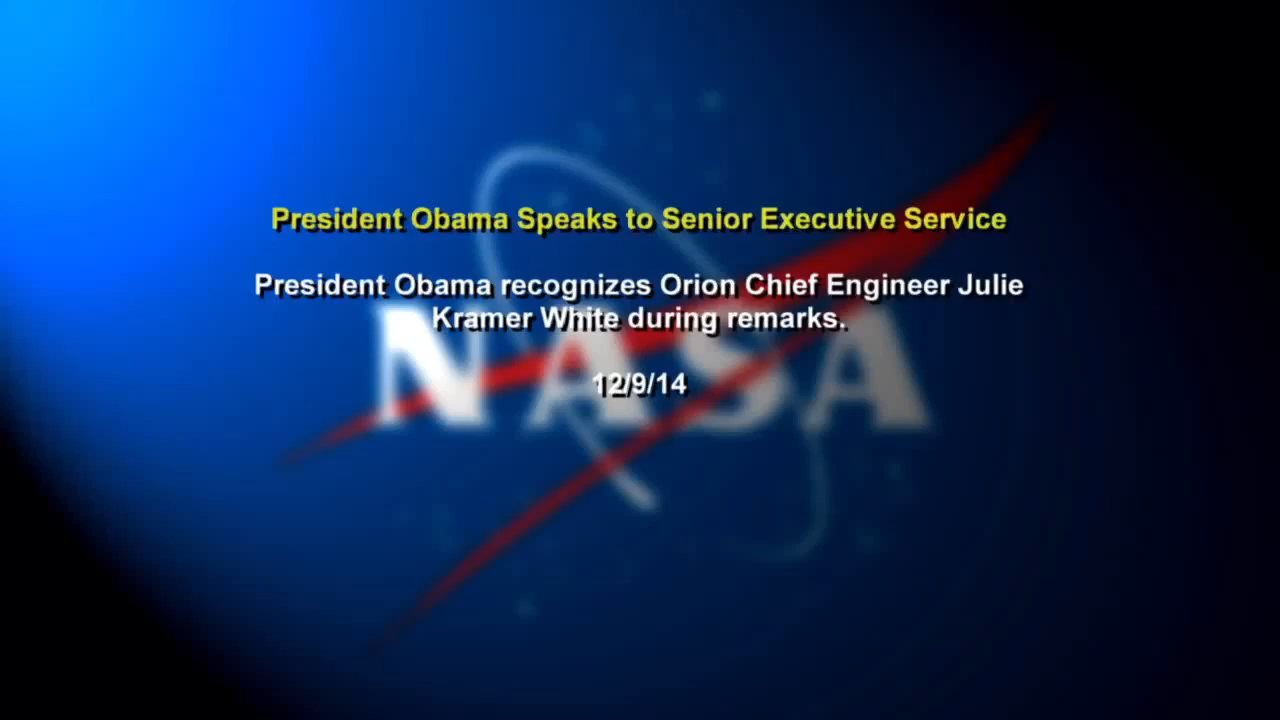 President Obama Speaks to Senior Executive Service
President Obama recognizes Orion Chief Engineer Julie
Kramer White during remarks.
12/9/14
NASA